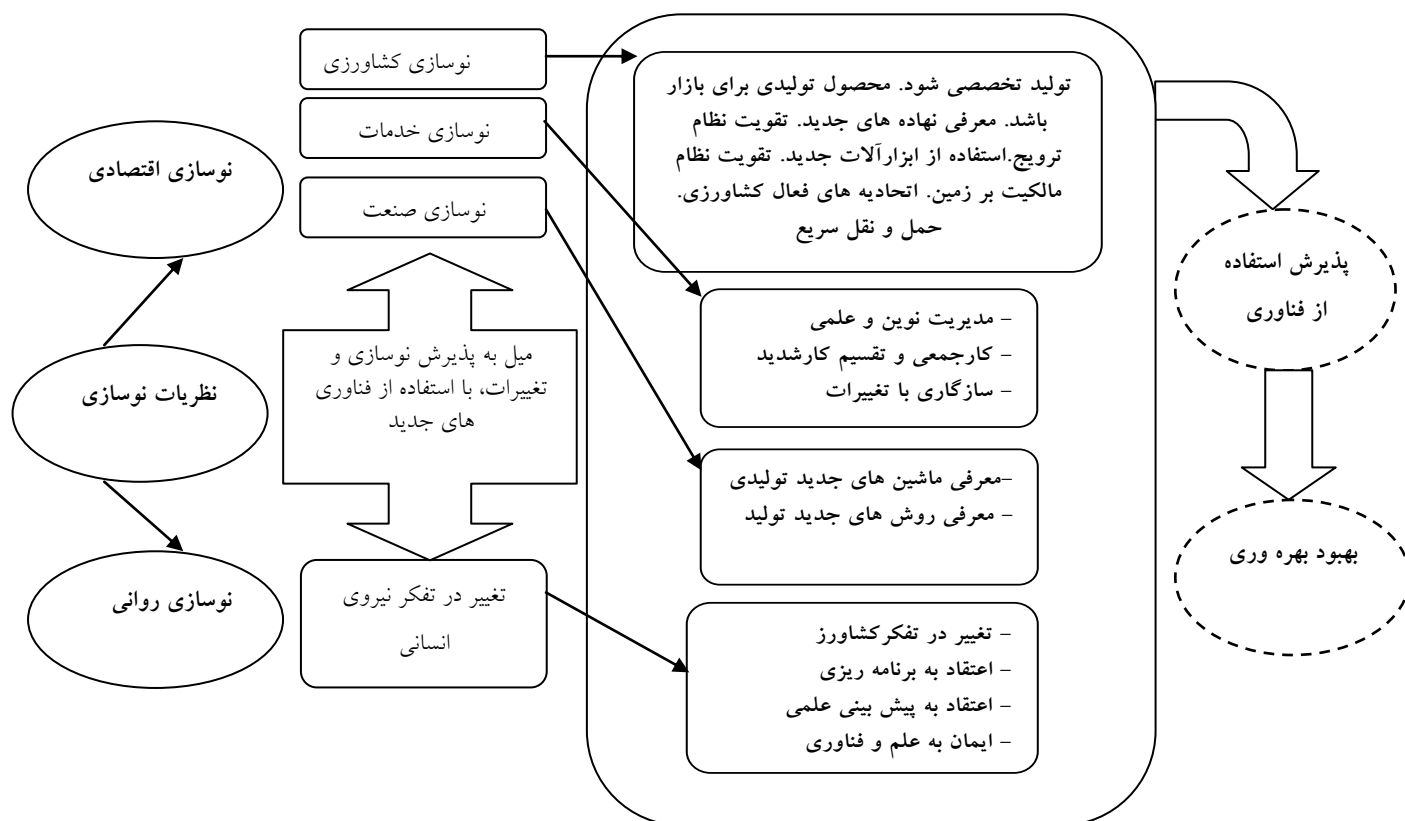 نظریات نوسازی
نوسازی اقتصادی
نوسازی روانی
نوسازی کشاورزی
نوسازی خدمات
نوسازی صنعت
میل به پذیرش نوسازی و
تغییرات، با استفاده از فناوری
های جدید
تغییر در تفکر نیروی
انسانی
تولید تخصصی شود. محصول تولیدی برای بازار
باشد. معرفی نهاده های جدید. تقویت نظام
ترویج.استفاده از ابزارآلات جدید. تقویت نظام
مالکیت بر زمین. اتحادیه های فعال کشاورزی.
حمل و نقل سریع
– مدیریت نوین و علمی
– کارجمعی و تقسیم کارشدید
– سازگاری با تغییرات
–معرفی ماشین های جدید تولیدی
– معرفی روش های جدید تولید
– تغییر در تفکرکشاورز
– اعتقاد به برنامه ریزی
– اعتقاد به پیش بینی علمی
– ایمان به علم و فناوری
پذیرش استفاده
از فناوری
بهبود بهره وری